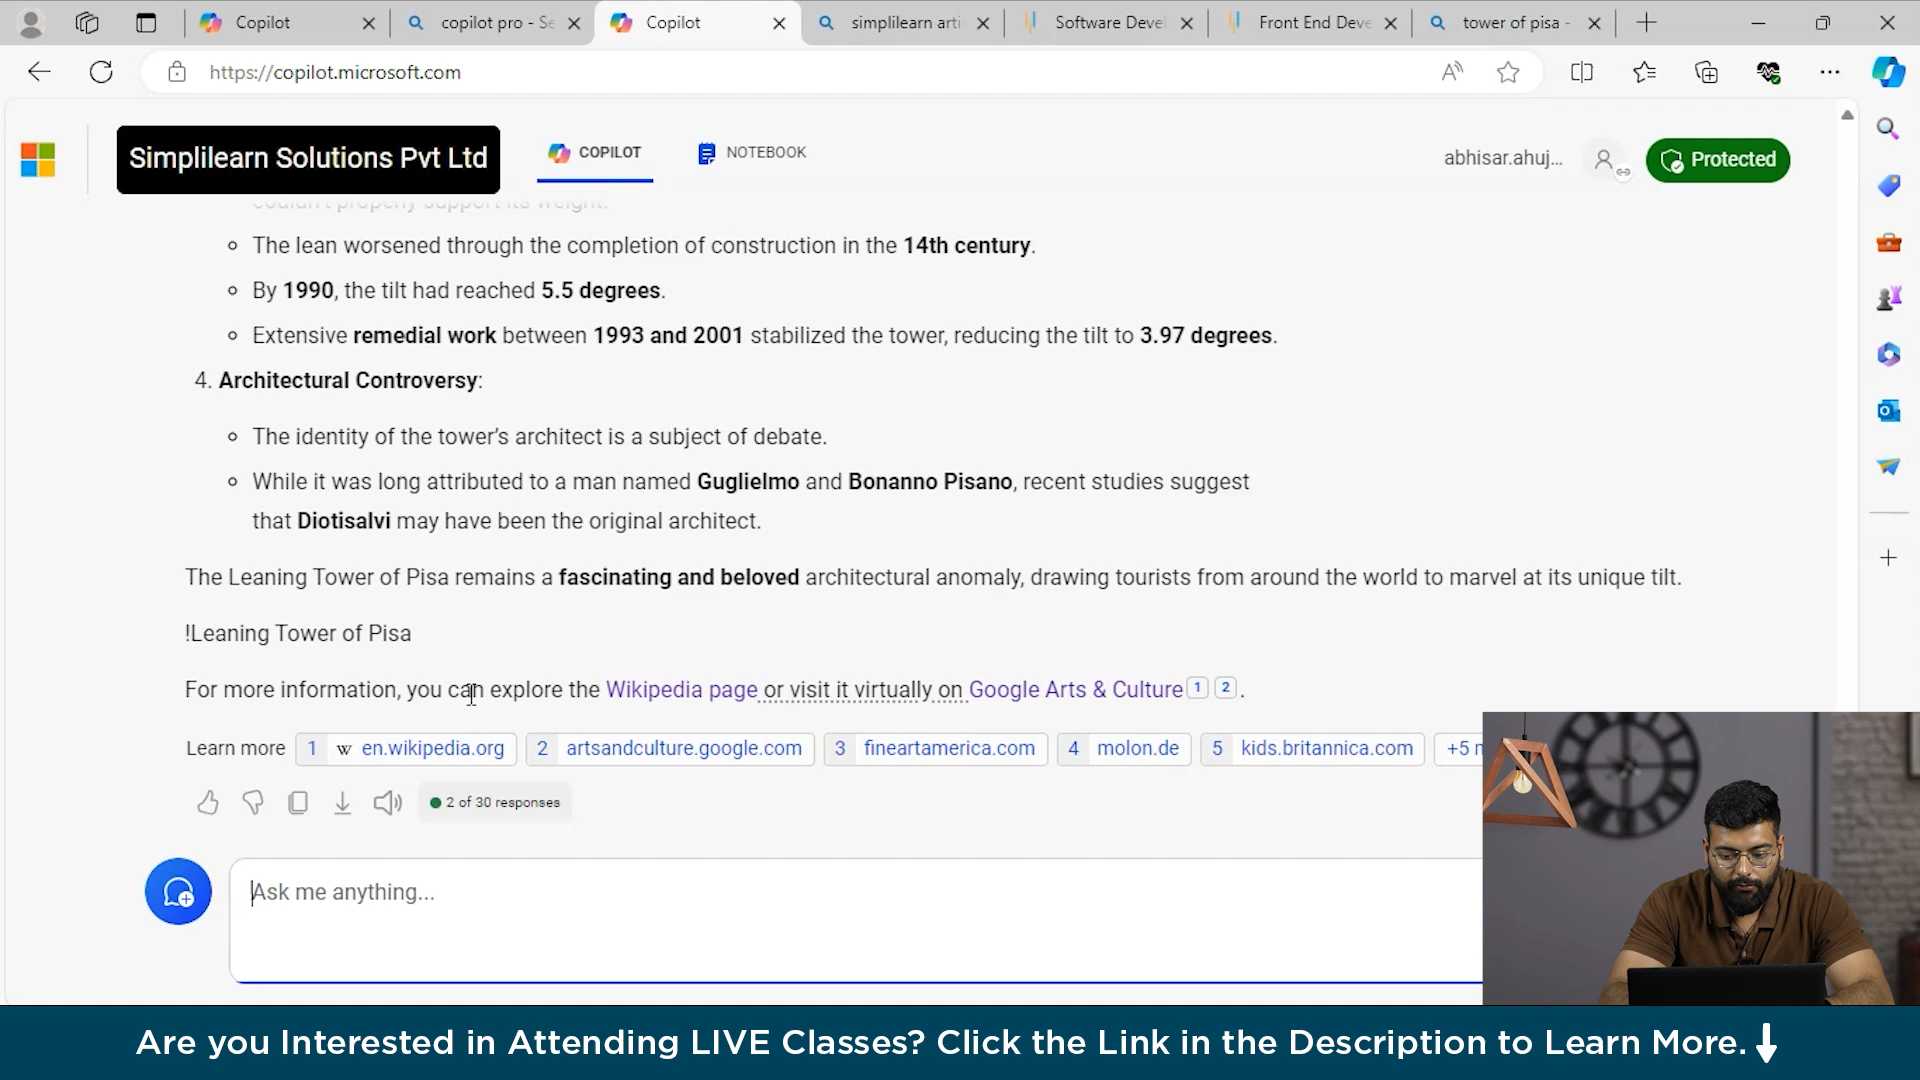 Copilot
copilot pro - Se
Copilot
simplilearn arti
Software Devel
Front End Deve
tower of pisa -
https://copilot.microsoft.com
Simplilearn Solutions Pvt Ltd
COPILOT
NOTEBOOK
abhisar.ahuj...
Protected
couldn't properly support its weight.
The lean worsened through the completion of construction in the 14th century.
By 1990, the tilt had reached 5.5 degrees.
Extensive remedial work between 1993 and 2001 stabilized the tower, reducing the tilt to 3.97 degrees.
4. Architectural Controversy:
The identity of the tower's architect is a subject of debate.
While it was long attributed to a man named Guglielmo and Bonanno Pisano, recent studies suggest
that Diotisalvi may have been the original architect.
The Leaning Tower of Pisa remains a fascinating and beloved architectural anomaly, drawing tourists from around the world to marvel at its unique tilt.
!Leaning Tower of Pisa
For more information, you can explore the Wikipedia page or visit it virtually on Google Arts & Culture 1 2 .
Learn more 1 W en.wikipedia.org 2 artsandculture.google.com 3 fineartamerica.com 4 molon.de 5 kids.britannica.com +5
2 of 30 responses
Ask me anything...
Are you Interested in Attending LIVE Classes? Click the Link in the Description to Learn More.